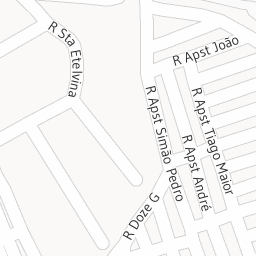 R Sta Etelvina
R Apst João
R Apst Simão Pedro
R Apst Tiago Maior
R Apst André
R Doze G